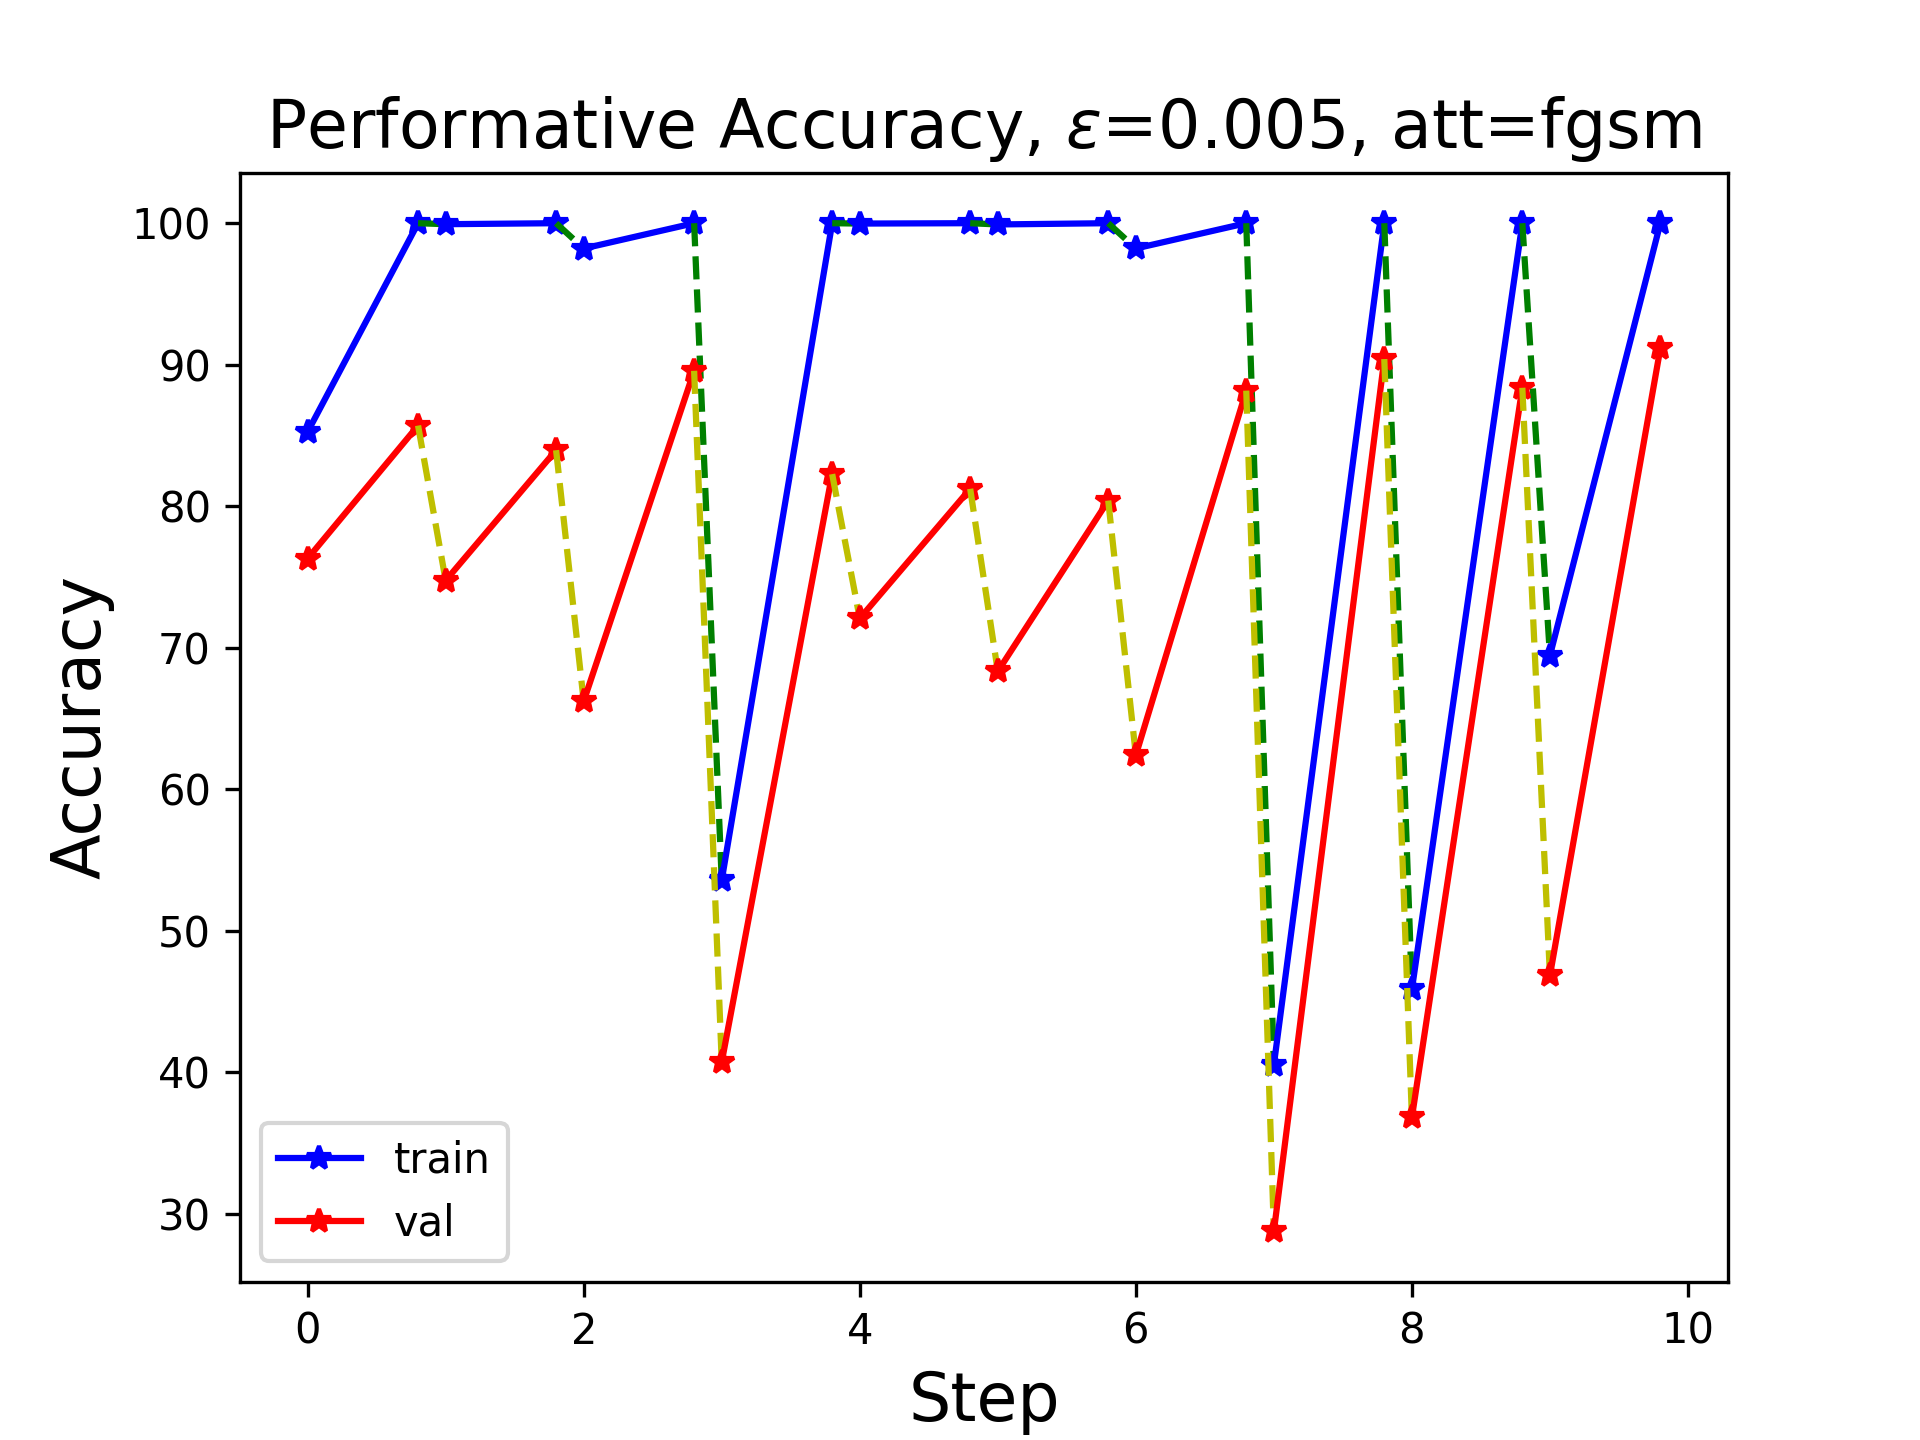 Performative Accuracy, ε=0.005, att=fgsm
100
90
80
70
60
50
40
30
Accuracy
train
val
0 2 4 6 8 10
Step